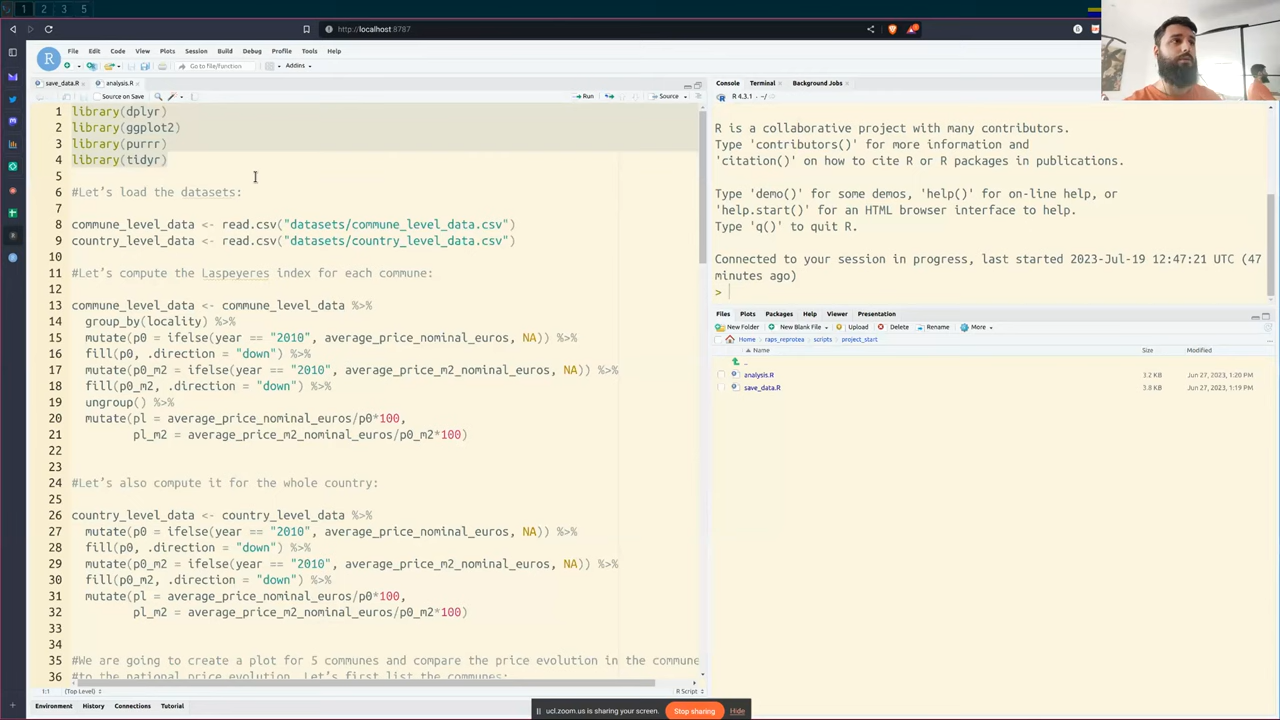 1 2 3 5
http://localhost:8787
File Edit Code View Plots Session Build Debug Profile Tools Help
Go to file/function Addins
save_data.R analysis.R
Source on Save Run Source
1 library(dplyr)
2 library(ggplot2)
3 library(purrr)
4 library(tidyr)
5
6 #Let's load the datasets:
7
8 commune_level_data <- read.csv("datasets/commune_level_data.csv")
9 country_level_data <- read.csv("datasets/country_level_data.csv")
10
11 #Let's compute the Laspeyeres index for each commune:
12
13 commune_level_data <- commune_level_data %>%
14 group_by(locality) %>%
15 mutate(p0 = ifelse(year == "2010", average_price_nominal_euros, NA)) %>%
16 fill(p0, .direction = "down") %>%
17 mutate(p0_m2 = ifelse(year == "2010", average_price_m2_nominal_euros, NA)) %>%
18 fill(p0_m2, .direction = "down") %>%
19 ungroup() %>%
20 mutate(pl = average_price_nominal_euros/p0*100,
21 pl_m2 = average_price_m2_nominal_euros/p0_m2*100)
22
23
24 #Let's also compute it for the whole country:
25
26 country_level_data <- country_level_data %>%
27 mutate(p0 = ifelse(year == "2010", average_price_nominal_euros, NA)) %>%
28 fill(p0, .direction = "down") %>%
29 mutate(p0_m2 = ifelse(year == "2010", average_price_m2_nominal_euros, NA)) %>%
30 fill(p0_m2, .direction = "down") %>%
31 mutate(pl = average_price_nominal_euros/p0*100,
32 pl_m2 = average_price_m2_nominal_euros/p0_m2*100)
33
34
35 #We are going to create a plot for 5 communes and compare the price evolution in the commune
36 #to the national price evolution. Let's first list the communes:
1:1 (Top Level) R Script
Environment History Connections Tutorial
Console Terminal Background Jobs
R 4.3.1 · ~/
R is a collaborative project with many contributors.
Type 'contributors()' for more information and
'citation()' on how to cite R or R packages in publications.
Type 'demo()' for some demos, 'help()' for on-line help, or
'help.start()' for an HTML browser interface to help.
Type 'q()' to quit R.
Connected to your session in progress, last started 2023-Jul-19 12:47:21 UTC (47
minutes ago)
>
Files Plots Packages Help Viewer Presentation
New Folder New Blank File Upload Delete Rename More
Home raps_reprotea scripts project_start
Name Size Modified
..
analysis.R 3.2 KB Jun 27, 2023, 1:20 PM
save_data.R 3.8 KB Jun 27, 2023, 1:19 PM
ucl.zoom.us is sharing your screen. Stop sharing Hide